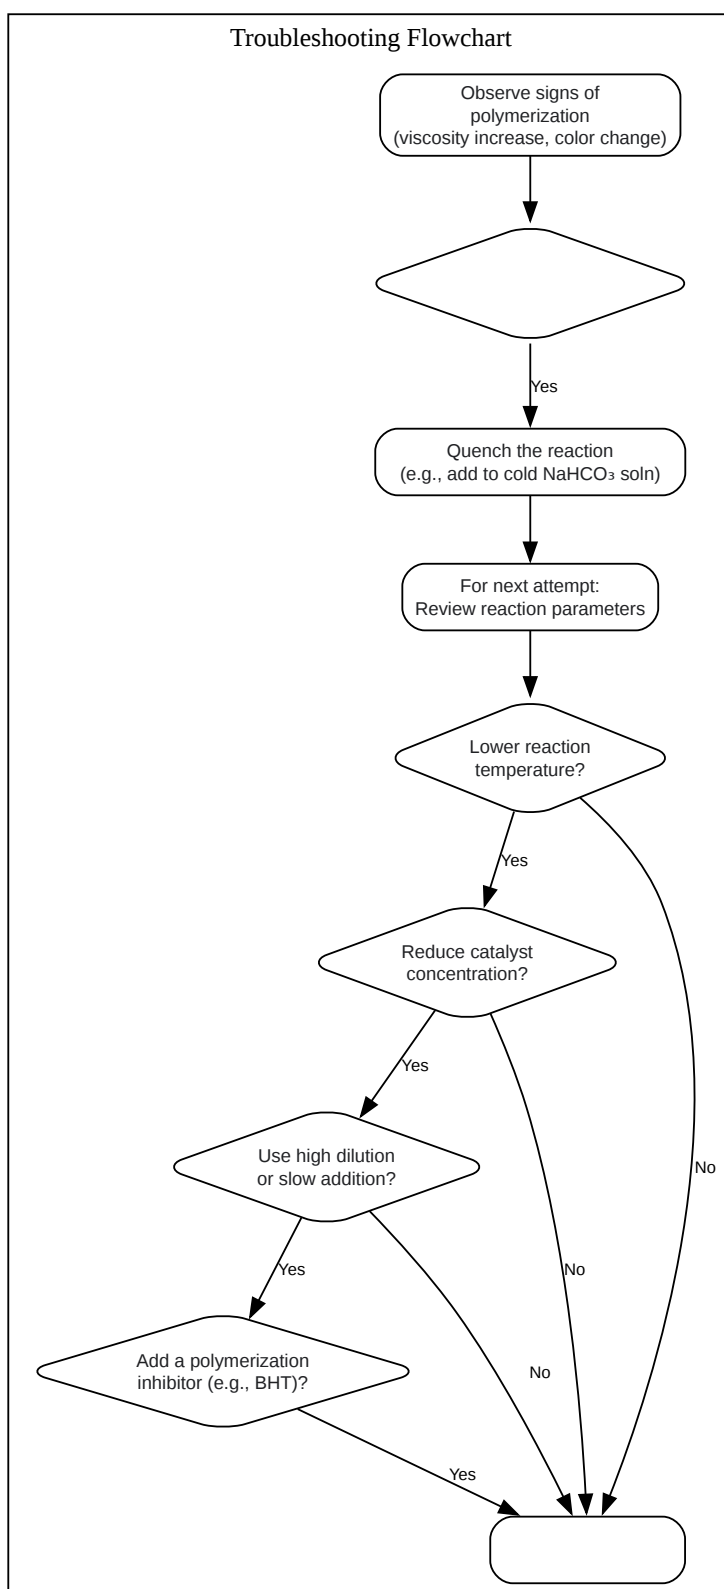 Troubleshooting Flowchart
Observe signs of
polymerization
(viscosity increase, color change)
Yes
Quench the reaction
(e.g., add to cold NaHCO₃ soln)
For next attempt:
Review reaction parameters
Lower reaction
temperature?
Yes
Reduce catalyst
concentration?
Yes
No
Use high dilution
or slow addition?
Yes
No
Add a polymerization
inhibitor (e.g., BHT)?
No
Yes